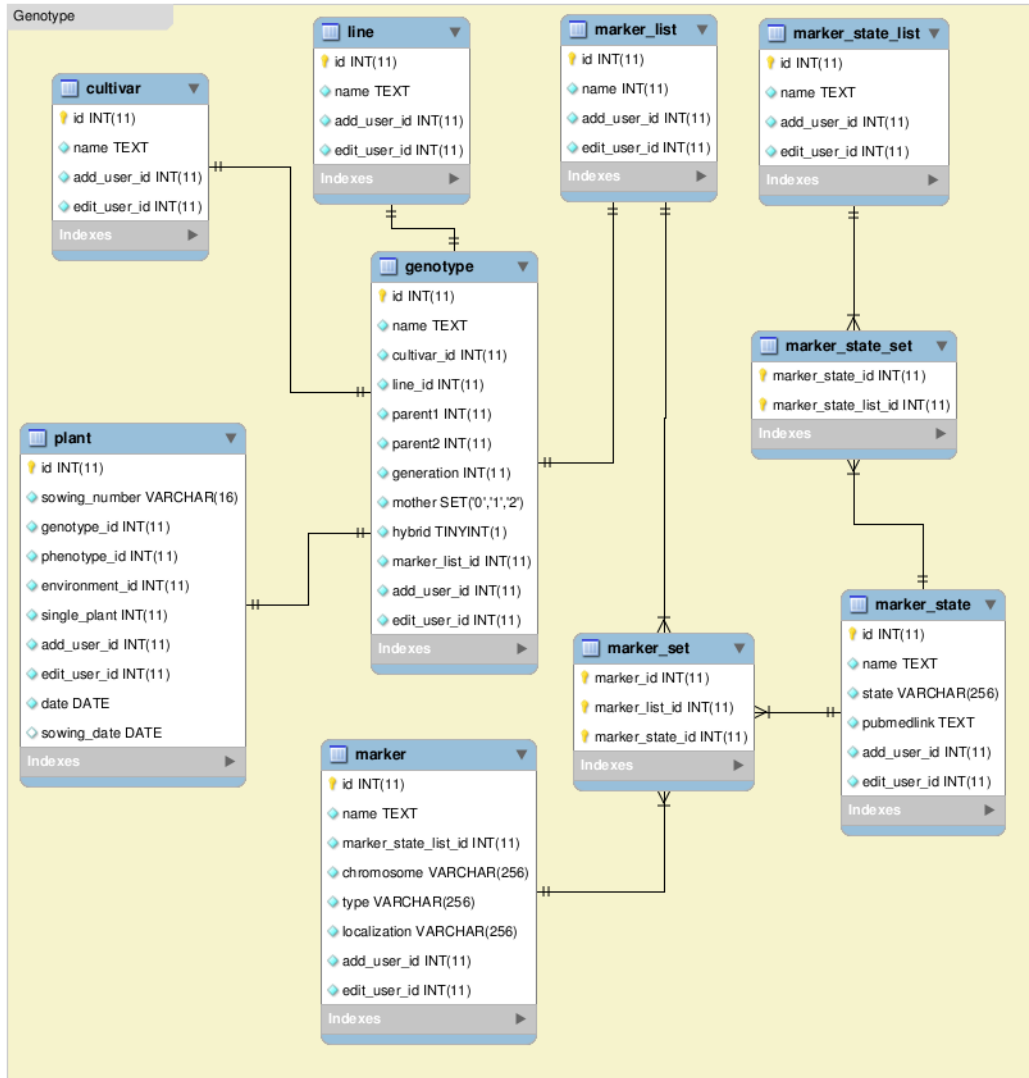 Genotype
line
id INT(11)
name TEXT
add_user_id INT(11)
edit_user_id INT(11)
Indexes
marker_list
id INT(11)
name INT(11)
add_user_id INT(11)
edit_user_id INT(11)
Indexes
marker_state_list
id INT(11)
name TEXT
add_user_id INT(11)
edit_user_id INT(11)
Indexes
cultivar
id INT(11)
name TEXT
add_user_id INT(11)
edit_user_id INT(11)
Indexes
genotype
id INT(11)
name TEXT
cultivar_id INT(11)
line_id INT(11)
parent1 INT(11)
parent2 INT(11)
generation INT(11)
mother SET('0','1','2')
hybrid TINYINT(1)
marker_list_id INT(11)
add_user_id INT(11)
edit_user_id INT(11)
Indexes
marker_state_set
marker_state_id INT(11)
marker_state_list_id INT(11)
Indexes
plant
id INT(11)
sowing_number VARCHAR(16)
genotype_id INT(11)
phenotype_id INT(11)
environment_id INT(11)
single_plant INT(11)
add_user_id INT(11)
edit_user_id INT(11)
date DATE
sowing_date DATE
Indexes
marker_set
marker_id INT(11)
marker_list_id INT(11)
marker_state_id INT(11)
Indexes
marker_state
id INT(11)
name TEXT
state VARCHAR(256)
pubmedlink TEXT
add_user_id INT(11)
edit_user_id INT(11)
Indexes
marker
id INT(11)
name TEXT
marker_state_list_id INT(11)
chromosome VARCHAR(256)
type VARCHAR(256)
localization VARCHAR(256)
add_user_id INT(11)
edit_user_id INT(11)
Indexes